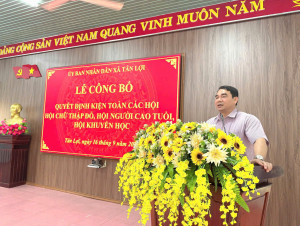 QUANG VINH MUÔN NĂM
ĐẢNG CỘNG SẢN VIỆT NAM
ỦY BAN NHÂN DÂN XÃ TÂN LỢI
LỄ CÔNG BỐ
QUYẾT ĐỊNH KIỆN TOÀN CÁC HỘI
HỘI CHỮ THẬP ĐỎ, HỘI NGƯỜI CAO TUỔI,
HỘI KHUYẾN HỌC
Tân Lợi, ngày 16 tháng 9 năm